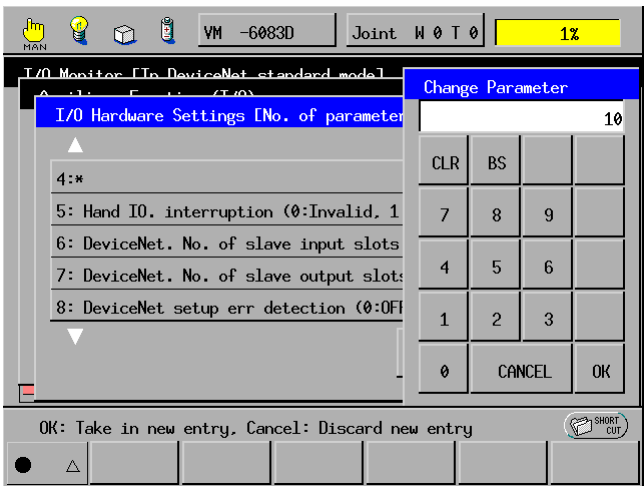 MAN
VM -6083D
Joint W 0 T 0
1%
I/O Monitor [In DeviceNet standard mode]
I/O Hardware Settings [No. of parameter
4:*
5: Hand IO. interruption (0:Invalid, 1
6: DeviceNet. No. of slave input slots
7: DeviceNet. No. of slave output slots
8: DeviceNet setup err detection (0:OFF
Change Parameter
10
CLR BS
7 8 9
4 5 6
1 2 3
0 CANCEL OK
OK: Take in new entry, Cancel: Discard new entry
SHORT
CUT